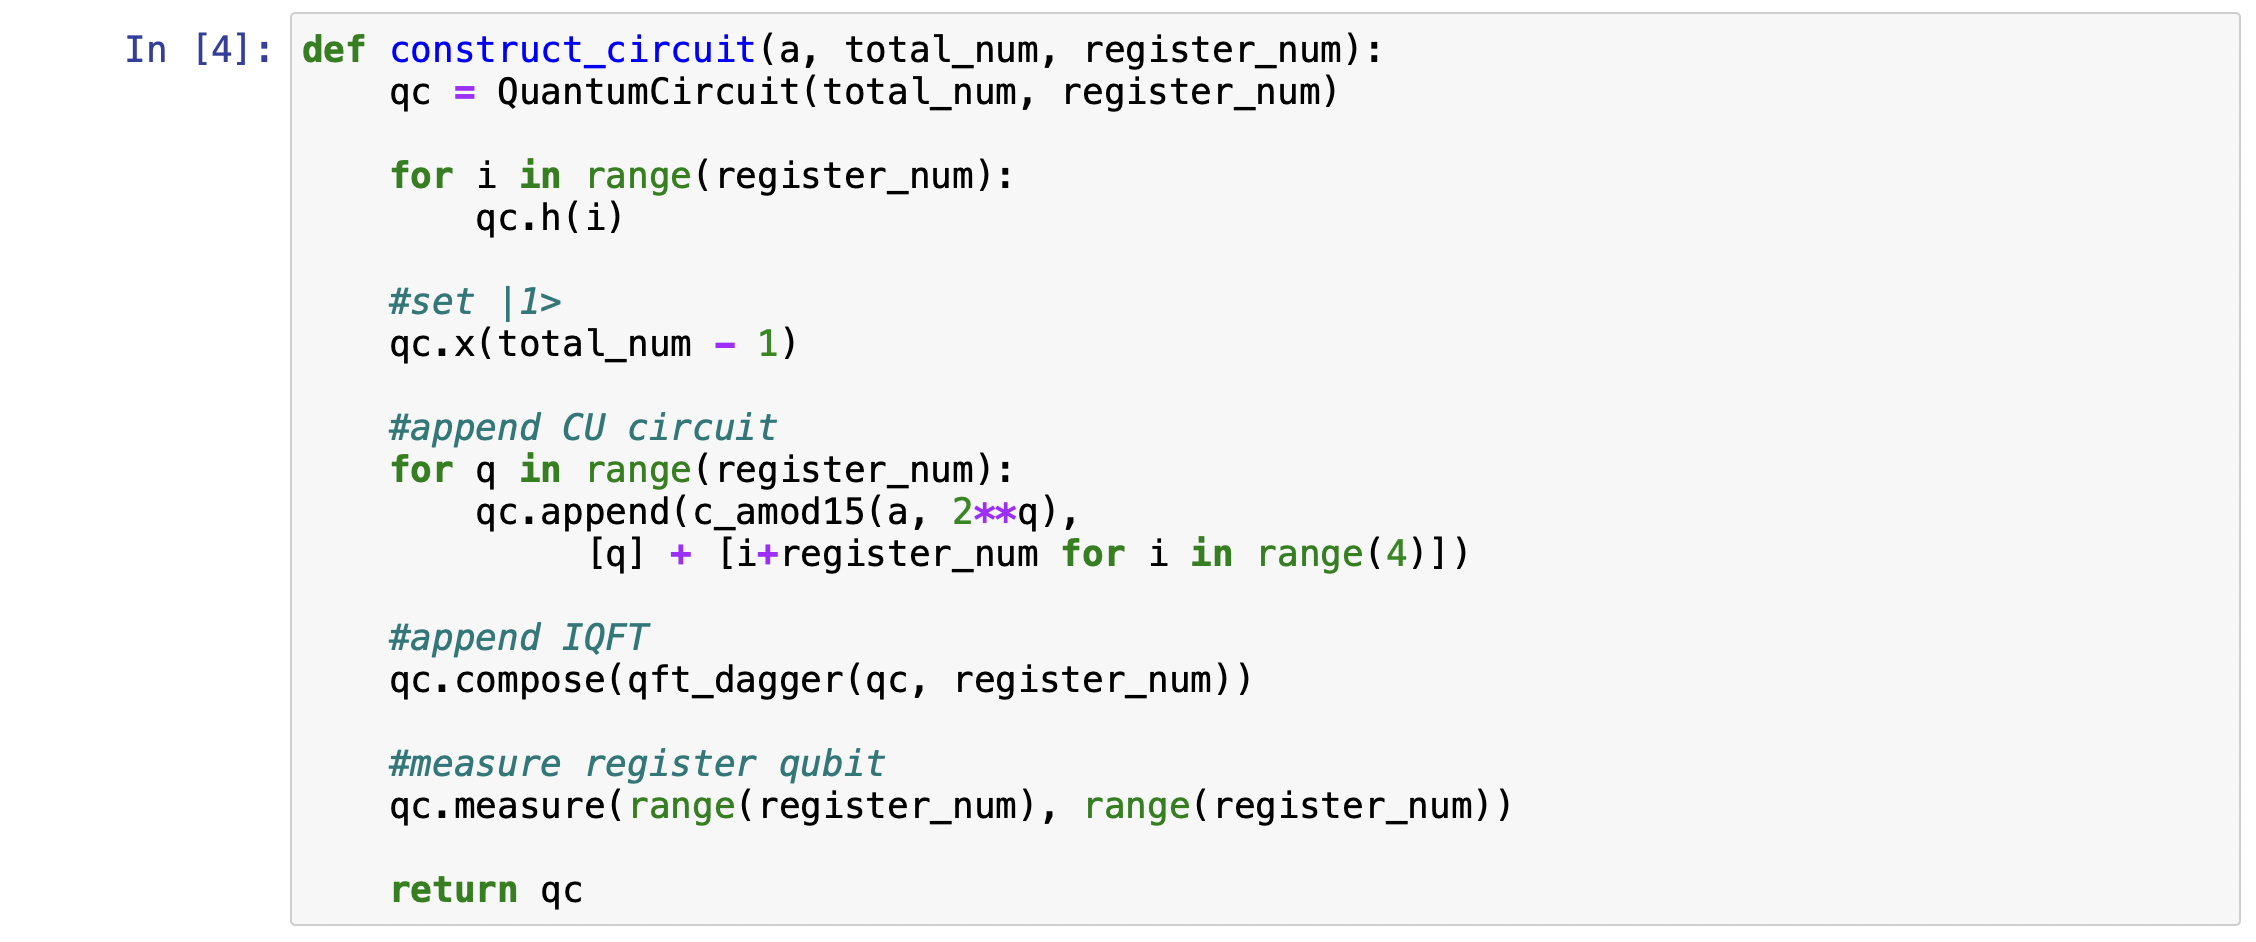 In [4]: def construct_circuit(a, total_num, register_num):
    qc = QuantumCircuit(total_num, register_num)

    for i in range(register_num):
        qc.h(i)

    #set |1>
    qc.x(total_num - 1)

    #append CU circuit
    for q in range(register_num):
        qc.append(c_amod15(a, 2**q),
             [q] + [i+register_num for i in range(4)])

    #append IQFT
    qc.compose(qft_dagger(qc, register_num))

    #measure register qubit
    qc.measure(range(register_num), range(register_num))

    return qc